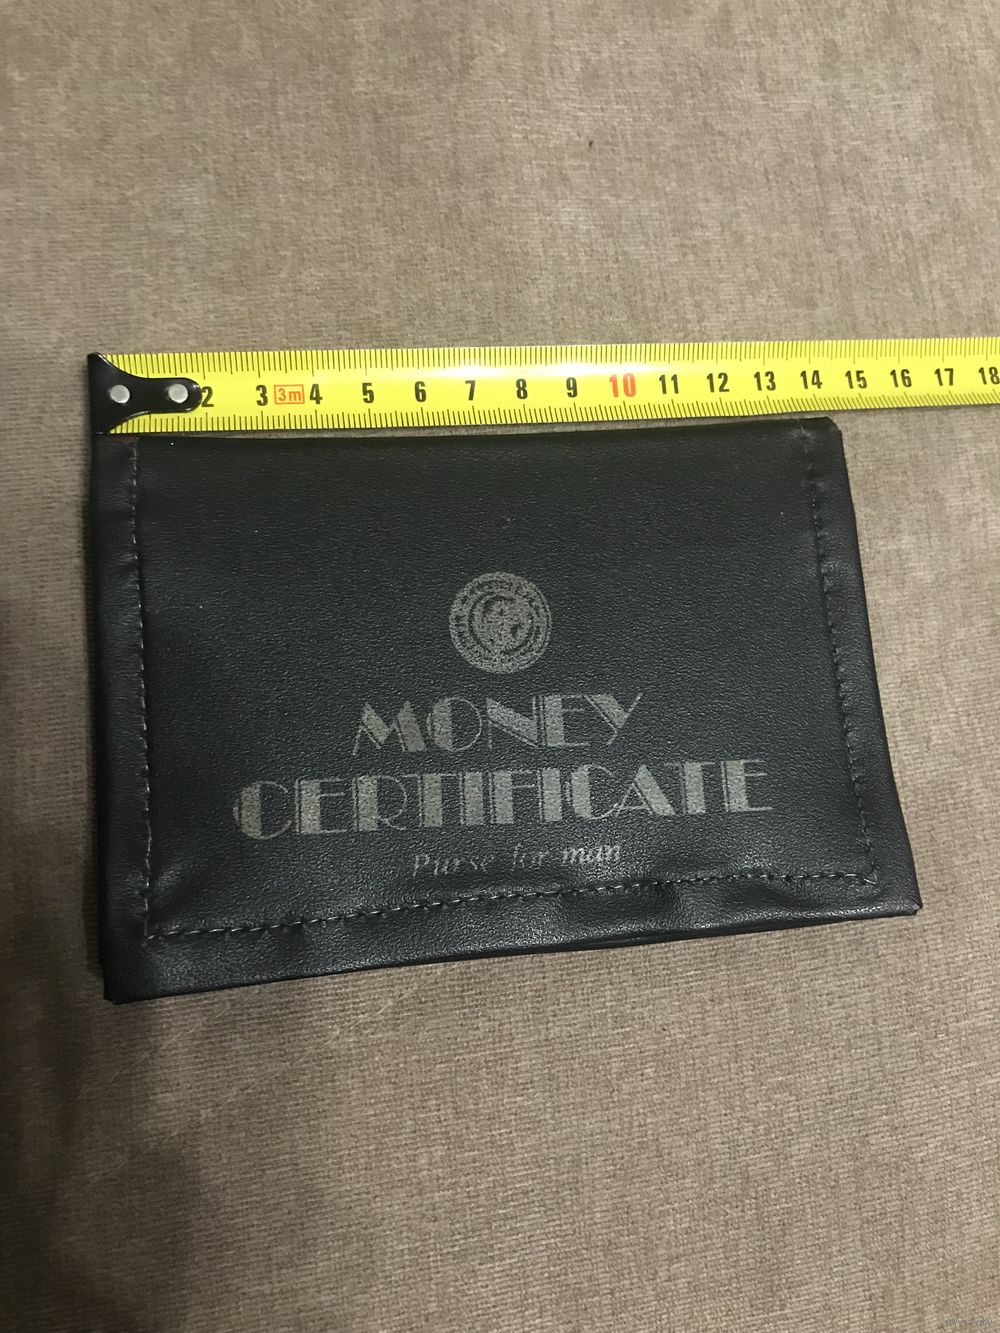 2 3 3m 4 5 6 7 8 9 10 11 12 13 14 15 16 17 18
MONEY
CERTIFICATE
Purse for man